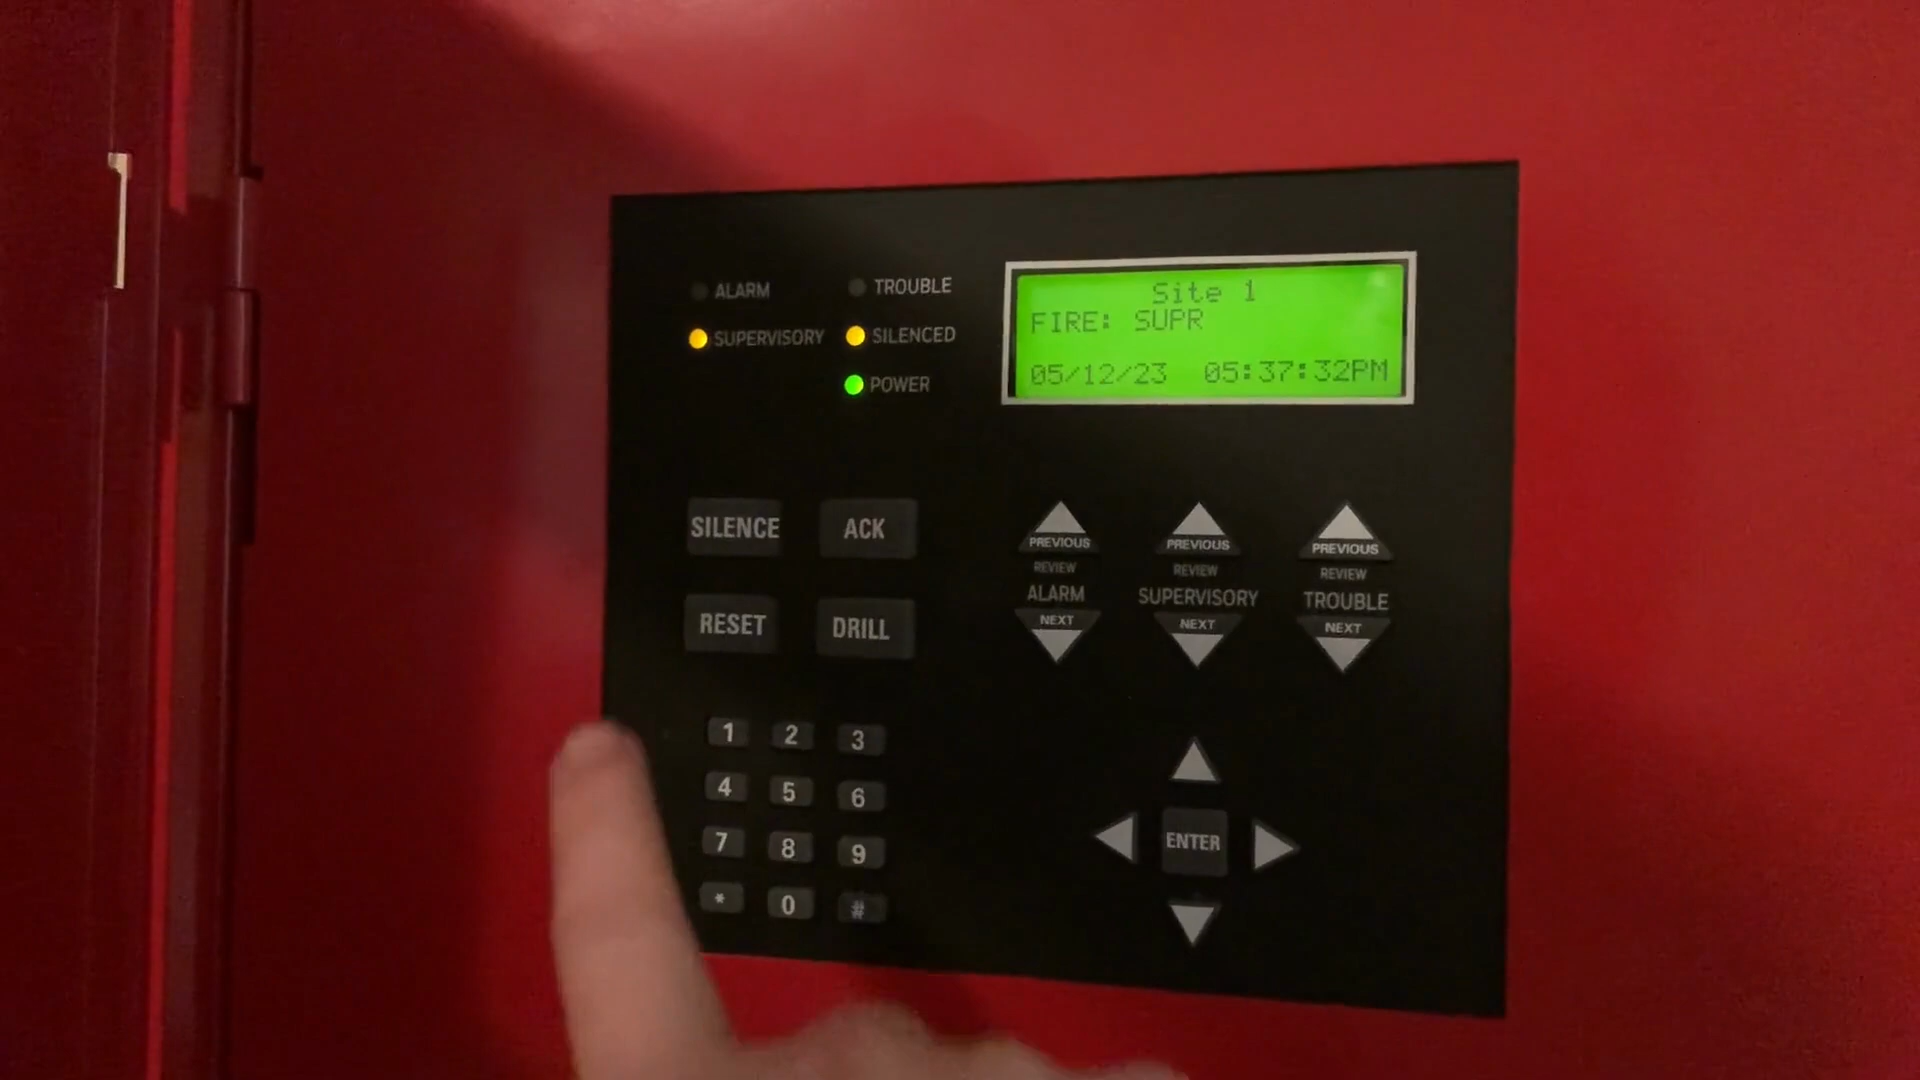 ALARM TROUBLE
SUPERVISORY SILENCED
POWER
Site 1
FIRE: SUPR
05/12/23 05:37:32PM
SILENCE ACK
RESET DRILL
PREVIOUS
REVIEW
ALARM
NEXT
PREVIOUS
REVIEW
SUPERVISORY
NEXT
PREVIOUS
REVIEW
TROUBLE
NEXT
1 2 3
4 5 6
7 8 9
* 0 #
ENTER